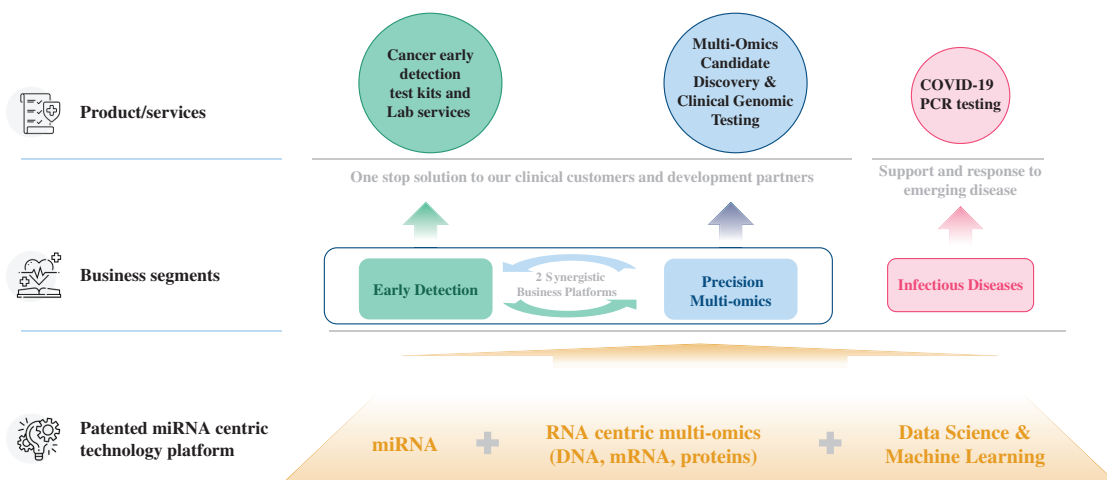 Product/services
Cancer early
detection
test kits and
Lab services
Multi-Omics
Candidate
Discovery &
Clinical Genomic
Testing
COVID-19
PCR testing
One stop solution to our clinical customers and development partners
Support and response to
emerging disease
Business segments
Early Detection
2 Synergistic
Business Platforms
Precision
Multi-omics
Infectious Diseases
Patented miRNA centric
technology platform
miRNA
+
RNA centric multi-omics
(DNA, mRNA, proteins)
+
Data Science &
Machine Learning